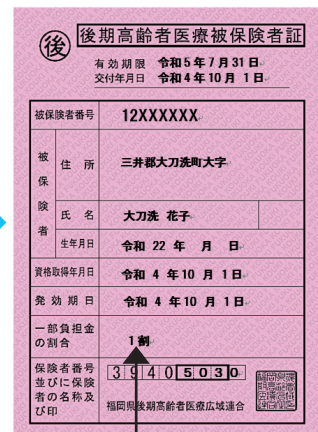 後 後期高齢者医療被保険者証
有効期限 令和5年7月31日
交付年月日 令和4年10月 1日
被保険者番号 12XXXXXX
被保険者
住 所 三井郡大刀洗町大字
氏 名 大刀洗 花子
生年月日 令和 22 年 月 日
資格取得年月日 令和 4 年10 月 1日
発効期日 令和 4 年10 月 1日
一部負担金の割合 1割
保険者番号並びに保険者の名称及び印 39405030
福岡県後期高齢者医療広域連合